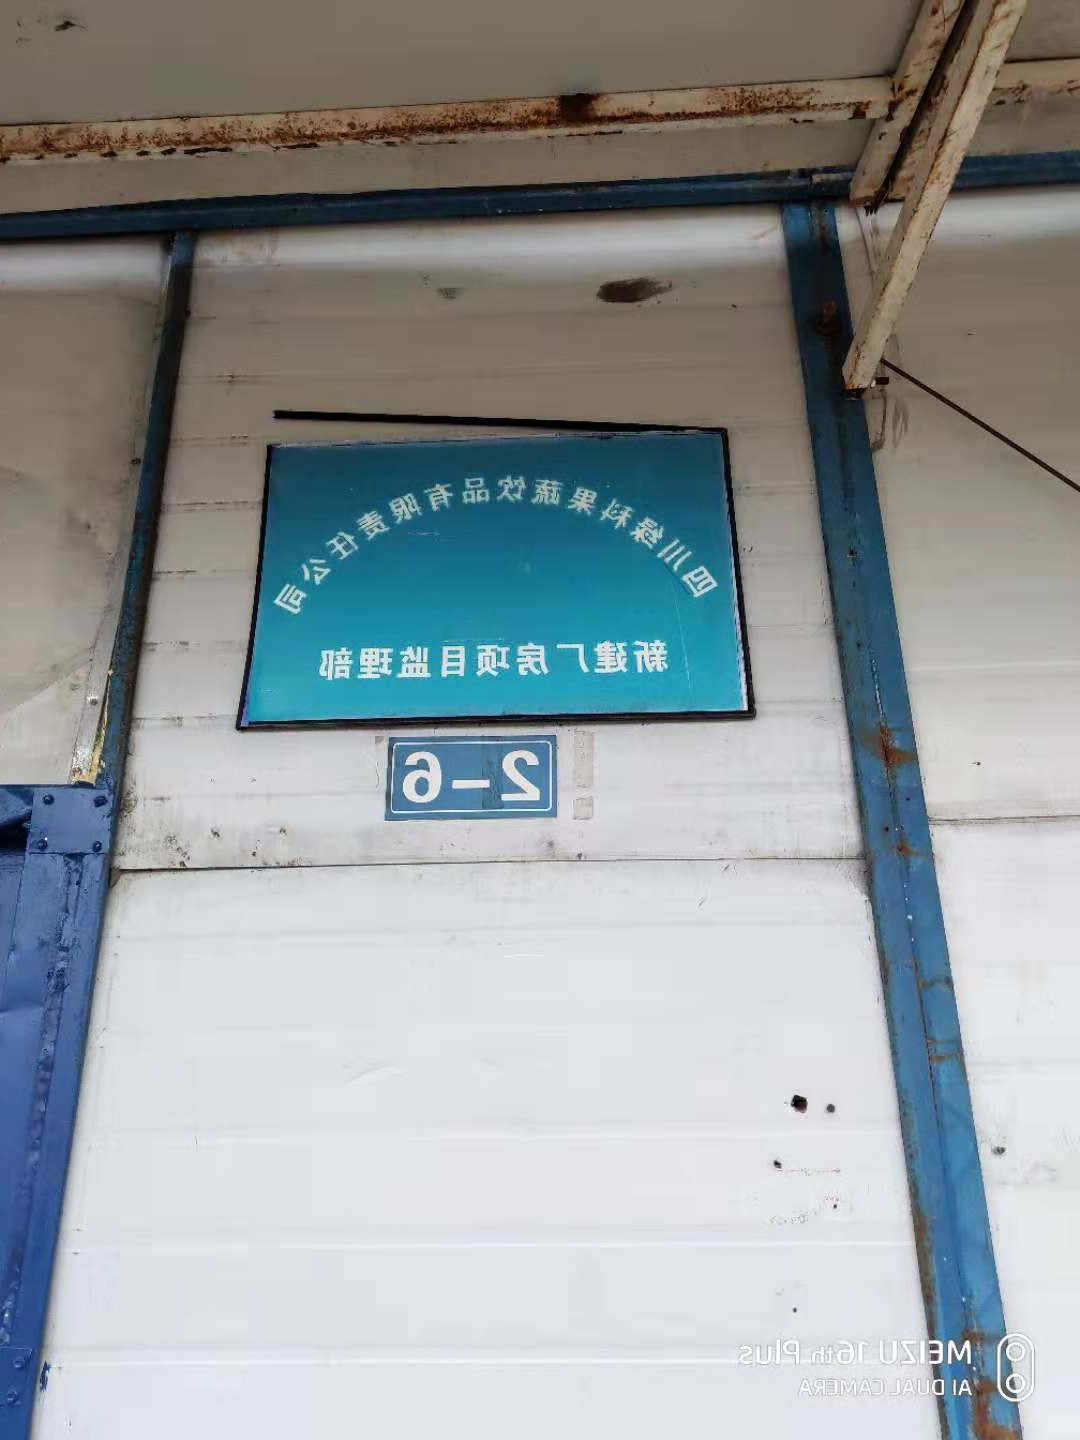 四川绿科果蔬饮品有限责任公司
新建厂房项目监理部
2-6
MEIZU 16th Plus
AI DUAL CAMERA